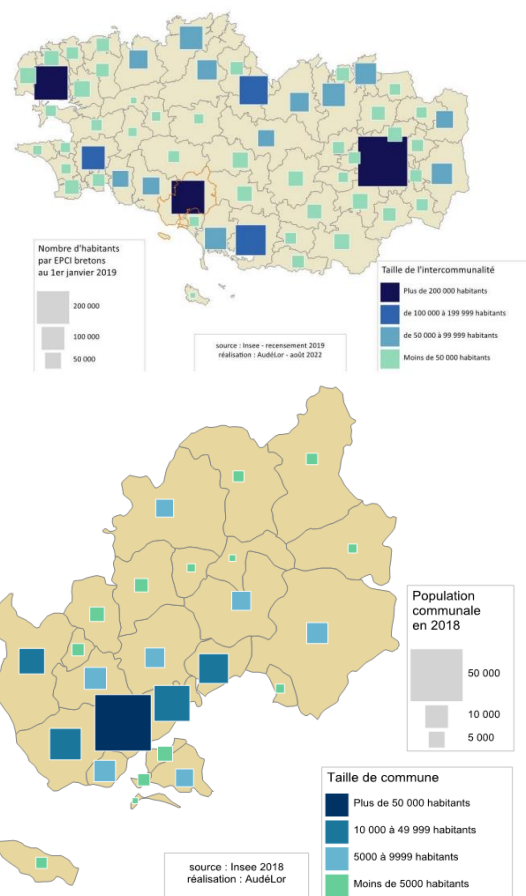 Nombre d'habitants
par EPCI bretons
au 1er janvier 2019
200 000
100 000
50 000
source : Insee - recensement 2019
réalisation : AudéLor - août 2022
Taille de l'intercommunalité
Plus de 200 000 habitants
de 100 000 à 199 999 habitants
de 50 000 à 99 999 habitants
Moins de 50 000 habitants
Population
communale
en 2018
50 000
10 000
5 000
Taille de commune
Plus de 50 000 habitants
10 000 à 49 999 habitants
5000 à 9999 habitants
Moins de 5000 habitants
source : Insee 2018
réalisation : AudéLor